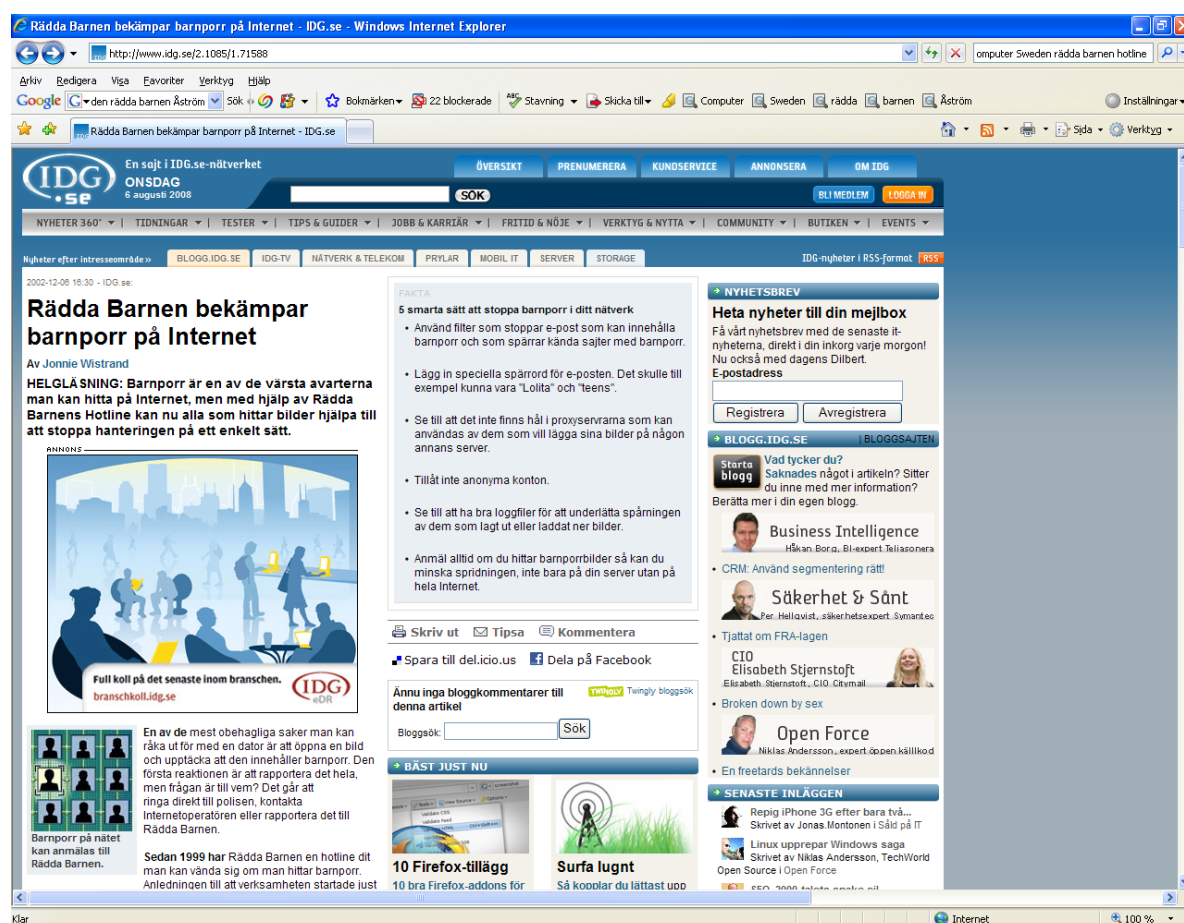 Rädda Barnen bekämpar barnporr på Internet - IDG.se - Windows Internet Explorer
http://www.idg.se/2.1085/1.71588
omputer Sweden rädda barnen hotline
Arkiv Redigera Visa Favoriter Verktyg Hjälp
Google den rädda barnen Åström Sök Bokmärken 22 blockerade Stavning Skicka till Computer Sweden rädda barnen Åström Inställningar
Rädda Barnen bekämpar barnporr på Internet - IDG.se
Sida Verktyg
IDG.se
En sajt i IDG.se-nätverket
ONSDAG
6 augusti 2008
ÖVERSIKT PRENUMERERA KUNDSERVICE ANNONSERA OM IDG
SÖK
BLI MEDLEM LOGGA IN
NYHETER 360° | TIDNINGAR | TESTER | TIPS & GUIDER | JOBB & KARRIÄR | FRITID & NÖJE | VERKTYG & NYTTA | COMMUNITY | BUTIKEN | EVENTS
Nyheter efter intresseområde»
BLOGG.IDG.SE IDG-TV NÄTVERK & TELEKOM PRYLAR MOBIL IT SERVER STORAGE
IDG-nyheter i RSS-format RSS
2002-12-06 16:30 - IDG.se:
Rädda Barnen bekämpar
barnporr på Internet
Av Jonnie Wistrand
HELGLÄSNING: Barnporr är en av de värsta avarterna
man kan hitta på Internet, men med hjälp av Rädda
Barnens Hotline kan nu alla som hittar bilder hjälpa till
att stoppa hanteringen på ett enkelt sätt.
ANNONS
Full koll på det senaste inom branschen.
branschkoll.idg.se
IDG
eDR
Barnporr på nätet
kan anmälas till
Rädda Barnen.
En av de mest obehagliga saker man kan
råka ut för med en dator är att öppna en bild
och upptäcka att den innehåller barnporr. Den
första reaktionen är att rapportera det hela,
men frågan är till vem? Det går att
ringa direkt till polisen, kontakta
Internetoperatören eller rapportera det till
Rädda Barnen.
Sedan 1999 har Rädda Barnen en hotline dit
man kan vända sig om man hittar barnporr.
Anledningen till att verksamheten startade just
FAKTA
5 smarta sätt att stoppa barnporr i ditt nätverk
• Använd filter som stoppar e-post som kan innehålla
barnporr och som spärrar kända sajter med barnporr.
• Lägg in speciella spärrord för e-posten. Det skulle till
exempel kunna vara "Lolita" och "teens".
• Se till att det inte finns hål i proxyservrarna som kan
användas av dem som vill lägga sina bilder på någon
annans server.
• Tillåt inte anonyma konton.
• Se till att ha bra loggfiler för att underlätta spårningen
av dem som lagt ut eller laddat ner bilder.
• Anmäl alltid om du hittar barnporrbilder så kan du
minska spridningen, inte bara på din server utan på
hela Internet.
Skriv ut Tipsa Kommentera
Spara till del.icio.us Dela på Facebook
Ännu inga bloggkommentarer till
denna artikel
TWINGLY Twingly bloggsök
Bloggsök: Sök
BÄST JUST NU
10 Firefox-tillägg
10 bra Firefox-addons för
Surfa lugnt
Så kopplar du lättast upp
NYHETSBREV
Heta nyheter till din mejlbox
Få vårt nyhetsbrev med de senaste it-
nyheterna, direkt i din inkorg varje morgon!
Nu också med dagens Dilbert.
E-postadress
Registrera Avregistrera
BLOGG.IDG.SE | BLOGGSAJTEN
Starta
blogg
Vad tycker du?
Saknades något i artikeln? Sitter
du inne med mer information?
Berätta mer i din egen blogg.
Business Intelligence
Håkan Borg, BI-expert Teliasonera
• CRM: Använd segmentering rätt!
Säkerhet & Sånt
Per Hellqvist, säkerhetsexpert Symantec
• Tjattat om FRA-lagen
CIO
Elisabeth Stjernstoft
Elisabeth Stjernstoft, CIO Citymail
• Broken down by sex
Open Force
Niklas Andersson, expert öppen källkod
• En freetards bekännelser
SENASTE INLÄGGEN
Repig iPhone 3G efter bara två...
Skrivet av Jonas.Montonen i Såld på IT
Linux upprepar Windows saga
Skrivet av Niklas Andersson, TechWorld
Open Source i Open Force
Klar
Internet
100 %